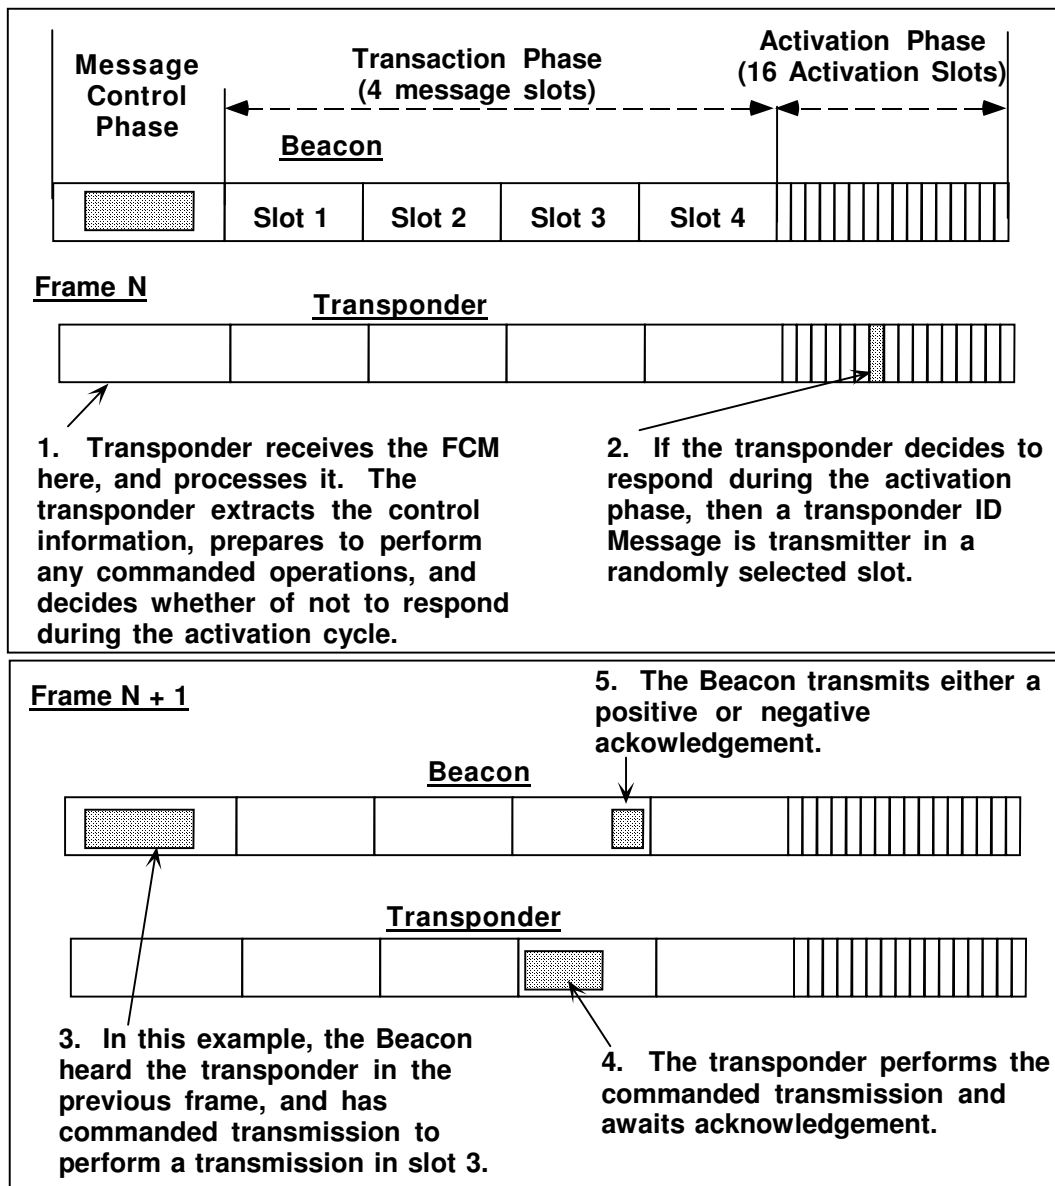 Message
Control
Phase
Transaction Phase
(4 message slots)
Activation Phase
(16 Activation Slots)
Beacon
Slot 1
Slot 2
Slot 3
Slot 4
Frame N
Transponder
1. Transponder receives the FCM
here, and processes it. The
transponder extracts the control
information, prepares to perform
any commanded operations, and
decides whether of not to respond
during the activation cycle.
2. If the transponder decides to
respond during the activation
phase, then a transponder ID
Message is transmitter in a
randomly selected slot.
Frame N + 1
5. The Beacon transmits either a
positive or negative
ackowledgement.
Beacon
Transponder
3. In this example, the Beacon
heard the transponder in the
previous frame, and has
commanded transmission to
perform a transmission in slot 3.
4. The transponder performs the
commanded transmission and
awaits acknowledgement.